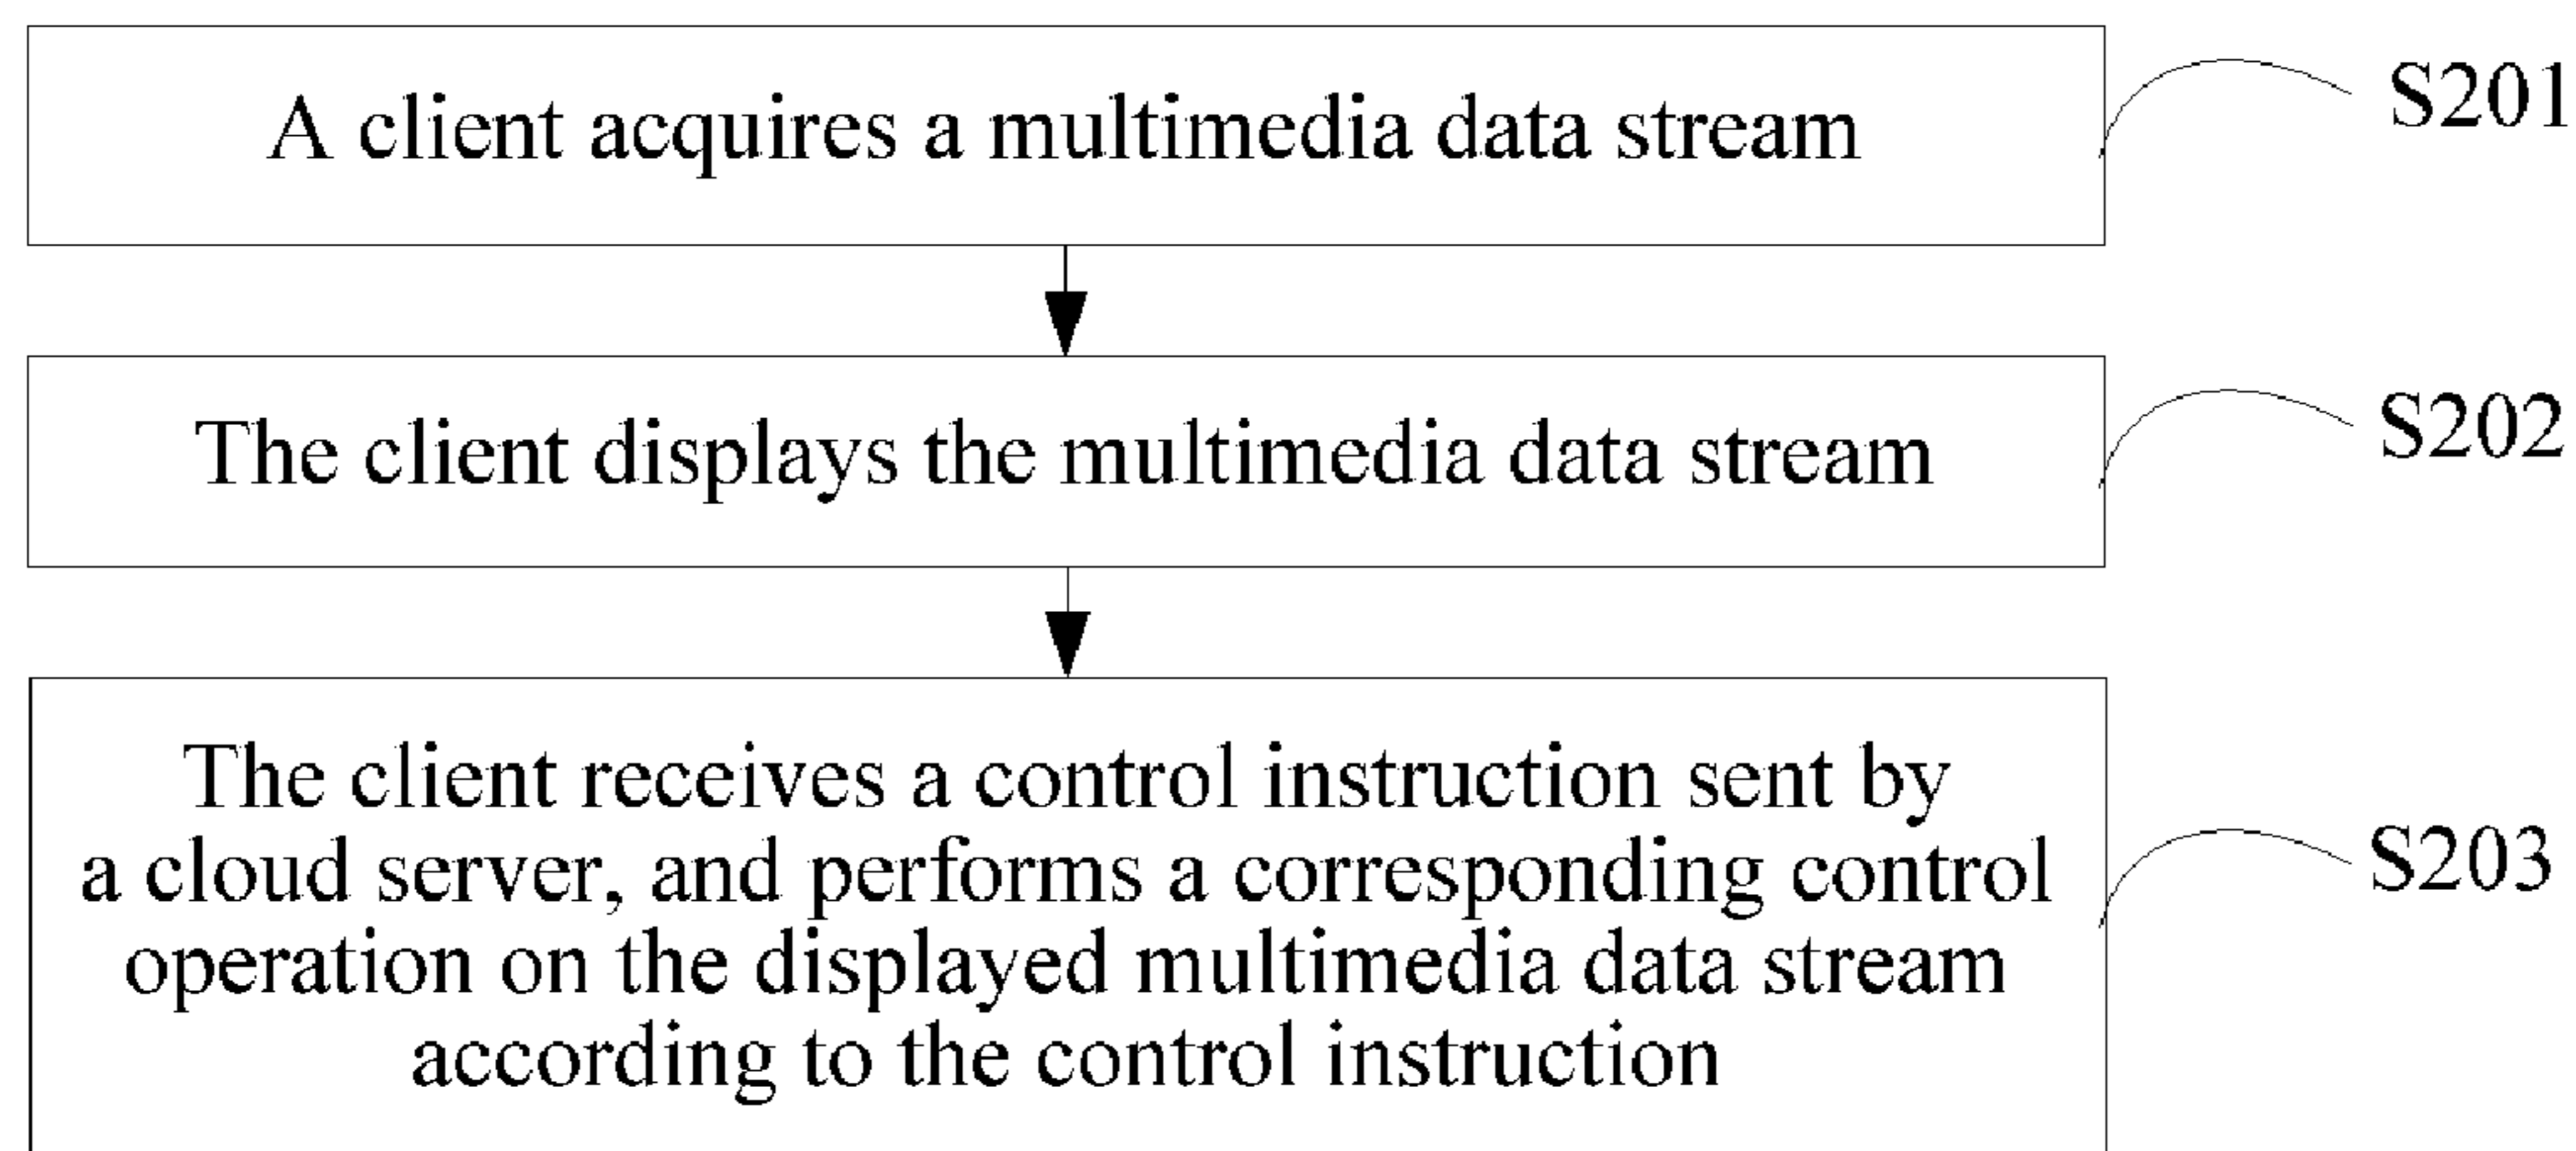 A client acquires a multimedia data stream
S201
The client displays the multimedia data stream
S202
The client receives a control instruction sent by
a cloud server, and performs a corresponding control
operation on the displayed multimedia data stream
according to the control instruction
S203